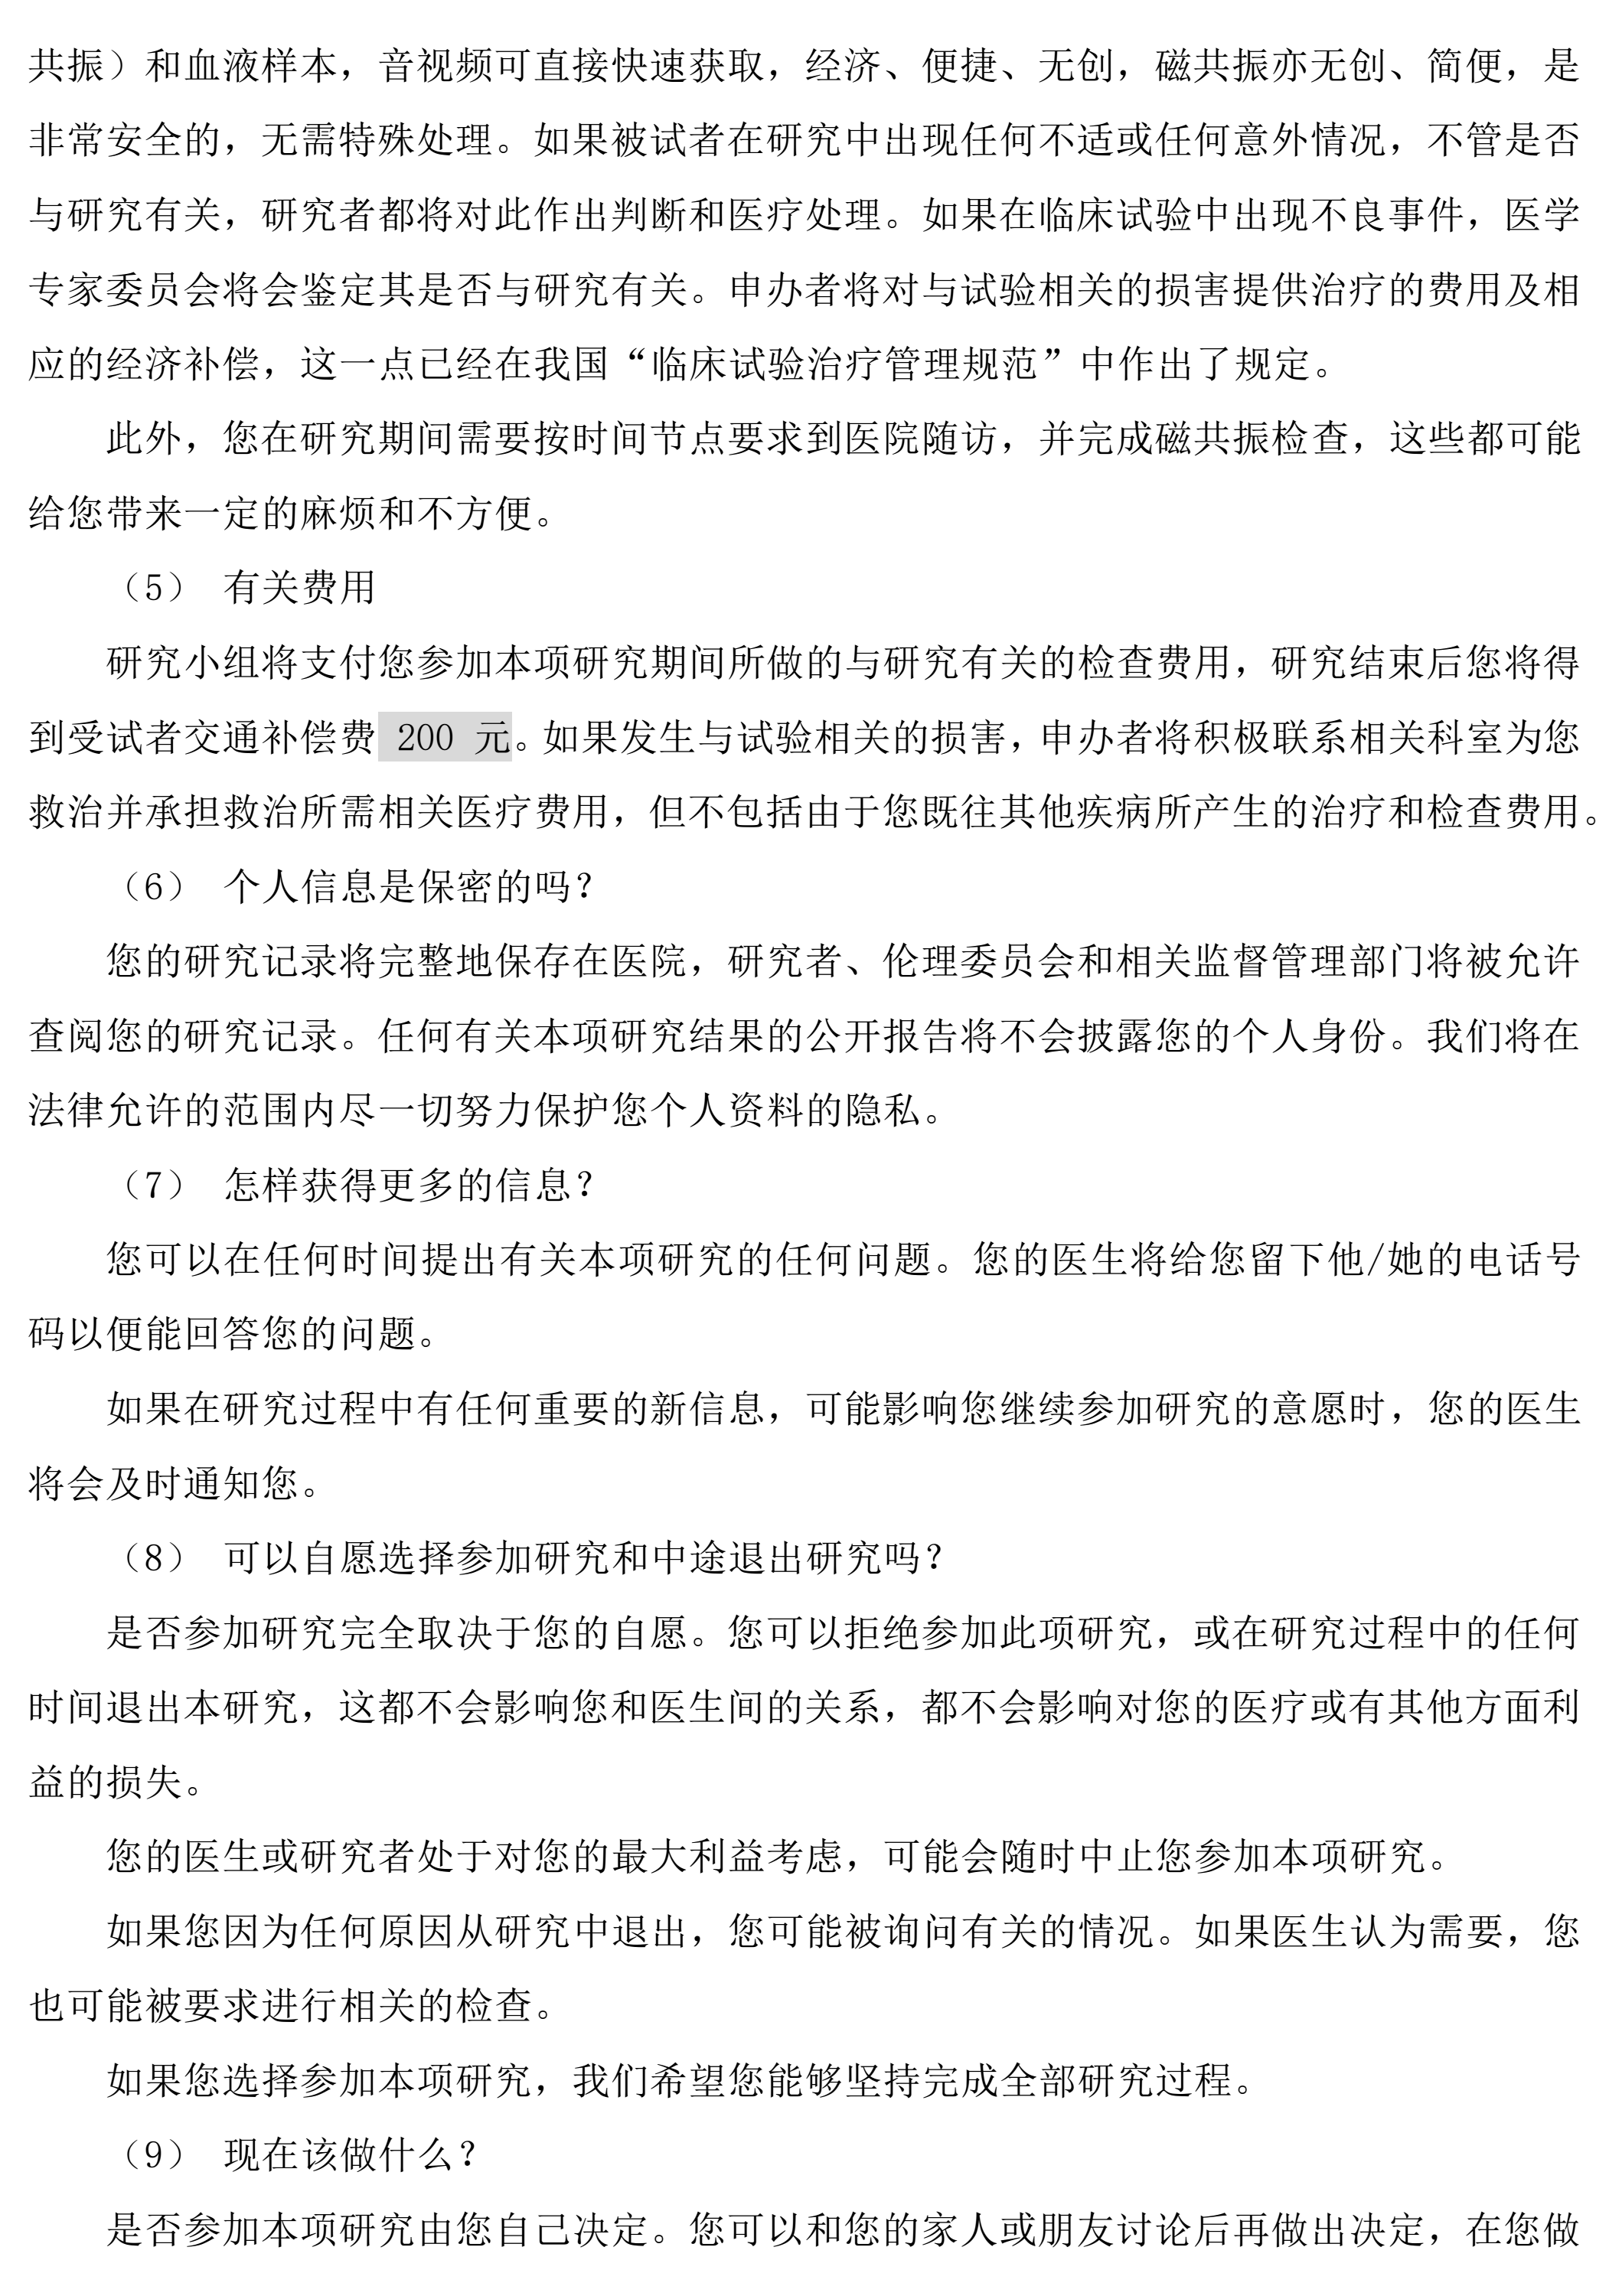 共振）和血液样本，音视频可直接快速获取，经济、便捷、无创，磁共振亦无创、简便，是
非常安全的，无需特殊处理。如果被试者在研究中出现任何不适或任何意外情况，不管是否
与研究有关，研究者都将对此作出判断和医疗处理。如果在临床试验中出现不良事件，医学
专家委员会将会鉴定其是否与研究有关。申办者将对与试验相关的损害提供治疗的费用及相
应的经济补偿，这一点已经在我国“临床试验治疗管理规范”中作出了规定。
此外，您在研究期间需要按时间节点要求到医院随访，并完成磁共振检查，这些都可能
给您带来一定的麻烦和不方便。
（5） 有关费用
研究小组将支付您参加本项研究期间所做的与研究有关的检查费用，研究结束后您将得
到受试者交通补偿费 200 元。如果发生与试验相关的损害，申办者将积极联系相关科室为您
救治并承担救治所需相关医疗费用，但不包括由于您既往其他疾病所产生的治疗和检查费用。
（6） 个人信息是保密的吗？
您的研究记录将完整地保存在医院，研究者、伦理委员会和相关监督管理部门将被允许
查阅您的研究记录。任何有关本项研究结果的公开报告将不会披露您的个人身份。我们将在
法律允许的范围内尽一切努力保护您个人资料的隐私。
（7） 怎样获得更多的信息？
您可以在任何时间提出有关本项研究的任何问题。您的医生将给您留下他/她的电话号
码以便能回答您的问题。
如果在研究过程中有任何重要的新信息，可能影响您继续参加研究的意愿时，您的医生
将会及时通知您。
（8） 可以自愿选择参加研究和中途退出研究吗？
是否参加研究完全取决于您的自愿。您可以拒绝参加此项研究，或在研究过程中的任何
时间退出本研究，这都不会影响您和医生间的关系，都不会影响对您的医疗或有其他方面利
益的损失。
您的医生或研究者处于对您的最大利益考虑，可能会随时中止您参加本项研究。
如果您因为任何原因从研究中退出，您可能被询问有关的情况。如果医生认为需要，您
也可能被要求进行相关的检查。
如果您选择参加本项研究，我们希望您能够坚持完成全部研究过程。
（9） 现在该做什么？
是否参加本项研究由您自己决定。您可以和您的家人或朋友讨论后再做出决定，在您做